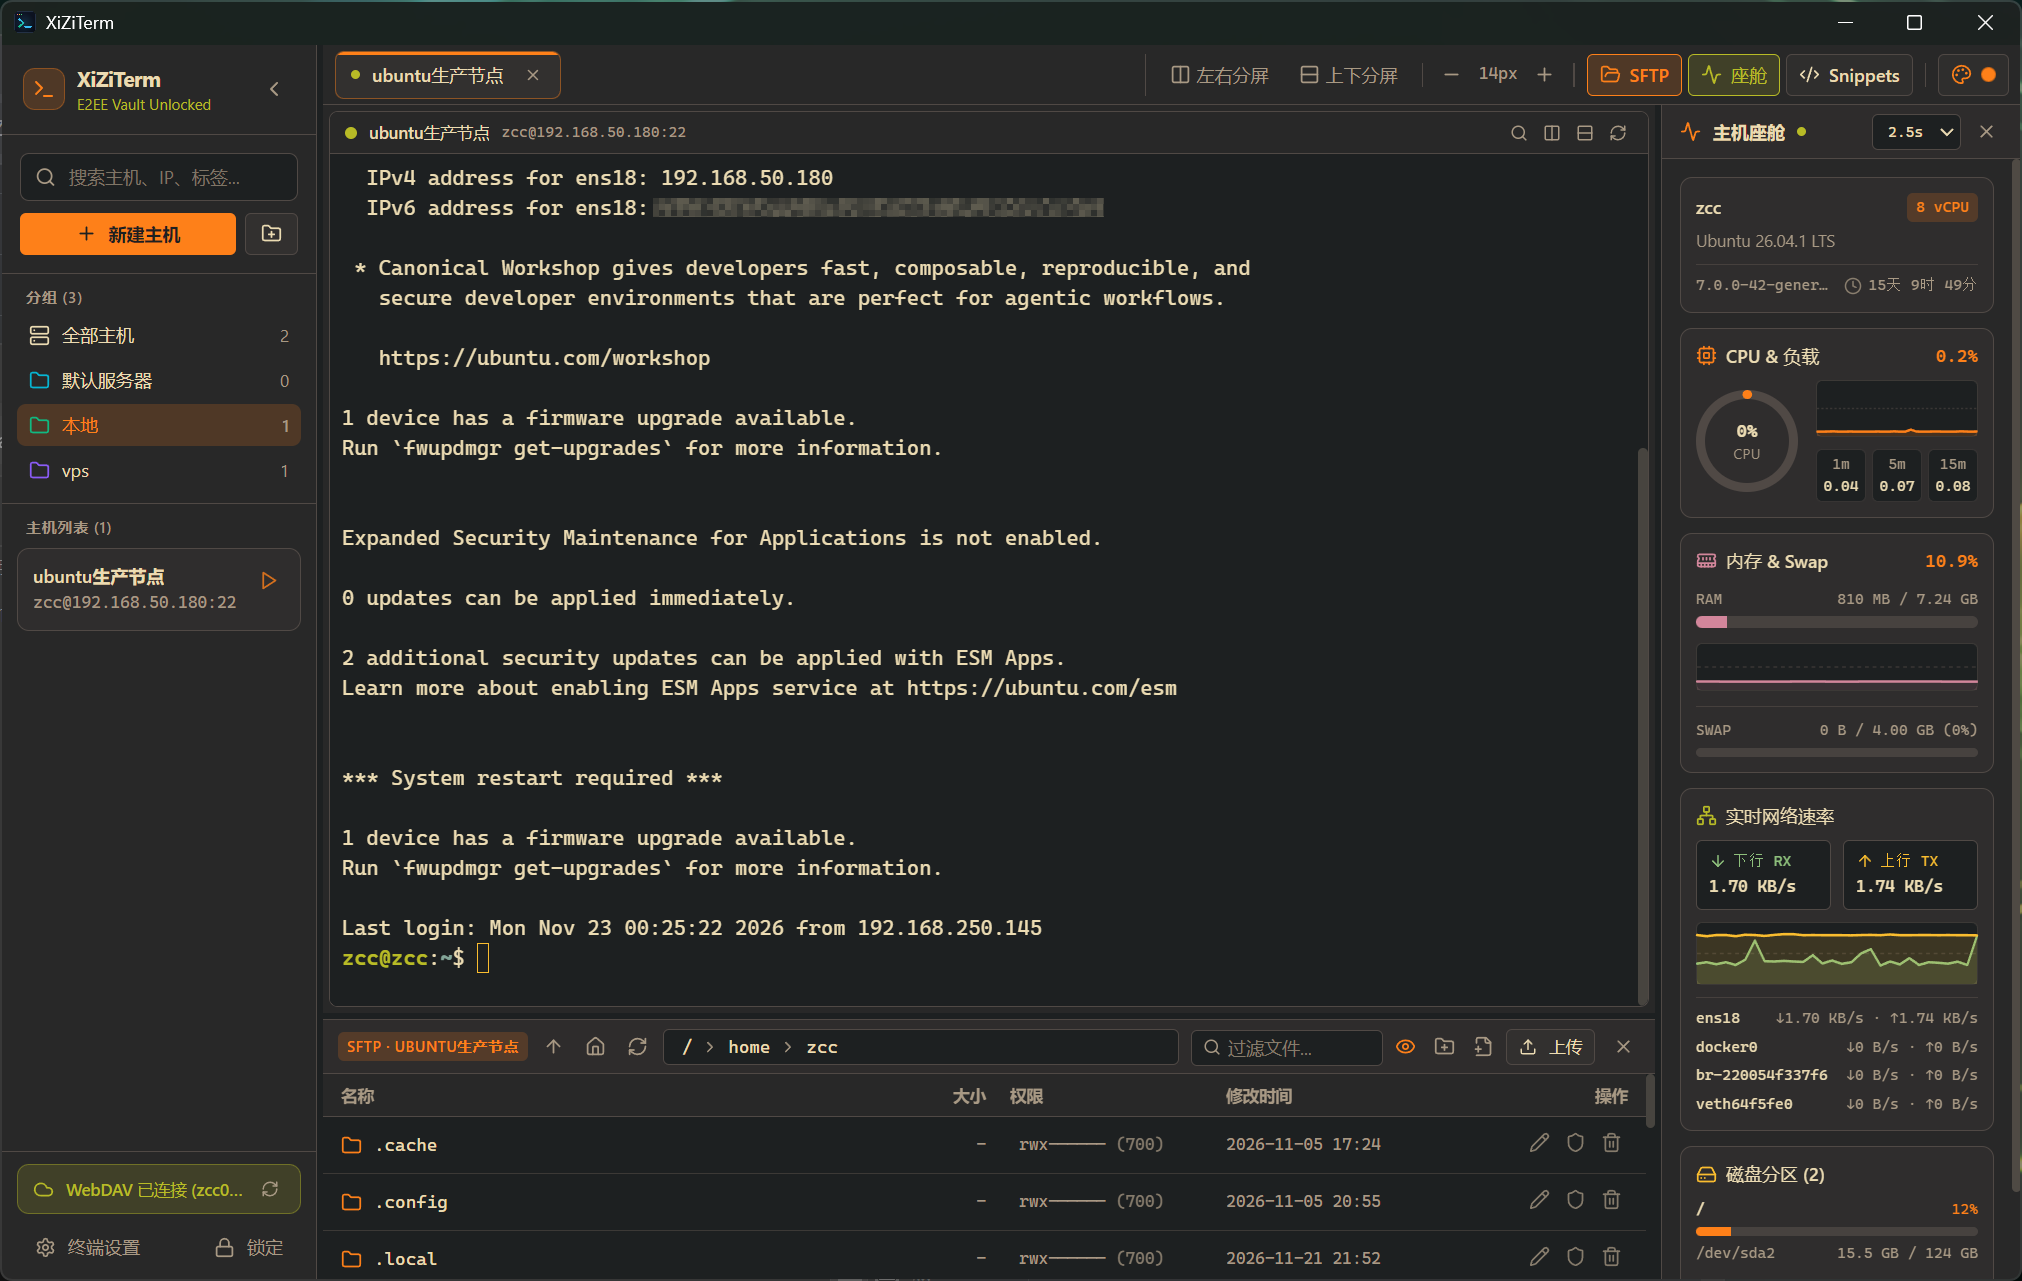 XiZiTerm
XiZiTerm
E2EE Vault Unlocked
搜索主机、IP、标签...
新建主机
分组 (3)
全部主机 2
默认服务器 0
本地 1
vps 1
主机列表 (1)
ubuntu生产节点
zcc@192.168.50.180:22
WebDAV 已连接 (zcc0...
终端设置 锁定
ubuntu生产节点
左右分屏 上下分屏 14px SFTP 座舱 Snippets
ubuntu生产节点 zcc@192.168.50.180:22
IPv4 address for ens18: 192.168.50.180
IPv6 address for ens18:
* Canonical Workshop gives developers fast, composable, reproducible, and
secure developer environments that are perfect for agentic workflows.
https://ubuntu.com/workshop
1 device has a firmware upgrade available.
Run `fwupdmgr get-upgrades` for more information.
Expanded Security Maintenance for Applications is not enabled.
0 updates can be applied immediately.
2 additional security updates can be applied with ESM Apps.
Learn more about enabling ESM Apps service at https://ubuntu.com/esm
*** System restart required ***
1 device has a firmware upgrade available.
Run `fwupdmgr get-upgrades` for more information.
Last login: Mon Nov 23 00:25:22 2026 from 192.168.250.145
zcc@zcc:~$
SFTP · UBUNTU生产节点 / > home > zcc 过滤文件... 上传
名称 大小 权限 修改时间 操作
.cache - rwx------ (700) 2026-11-05 17:24
.config - rwx------ (700) 2026-11-05 20:55
.local - rwx------ (700) 2026-11-21 21:52
主机座舱 2.5s
zcc 8 vCPU
Ubuntu 26.04.1 LTS
7.0.0-42-gener... 15天 9时 49分
CPU & 负载 0.2%
0%
CPU
1m 5m 15m
0.04 0.07 0.08
内存 & Swap 10.9%
RAM 810 MB / 7.24 GB
SWAP 0 B / 4.00 GB (0%)
实时网络速率
↓ 下行 RX ↑ 上行 TX
1.70 KB/s 1.74 KB/s
ens18 ↓1.70 KB/s · ↑1.74 KB/s
docker0 ↓0 B/s · ↑0 B/s
br-220054f337f6 ↓0 B/s · ↑0 B/s
veth64f5fe0 ↓0 B/s · ↑0 B/s
磁盘分区 (2)
/ 12%
/dev/sda2 15.5 GB / 124 GB